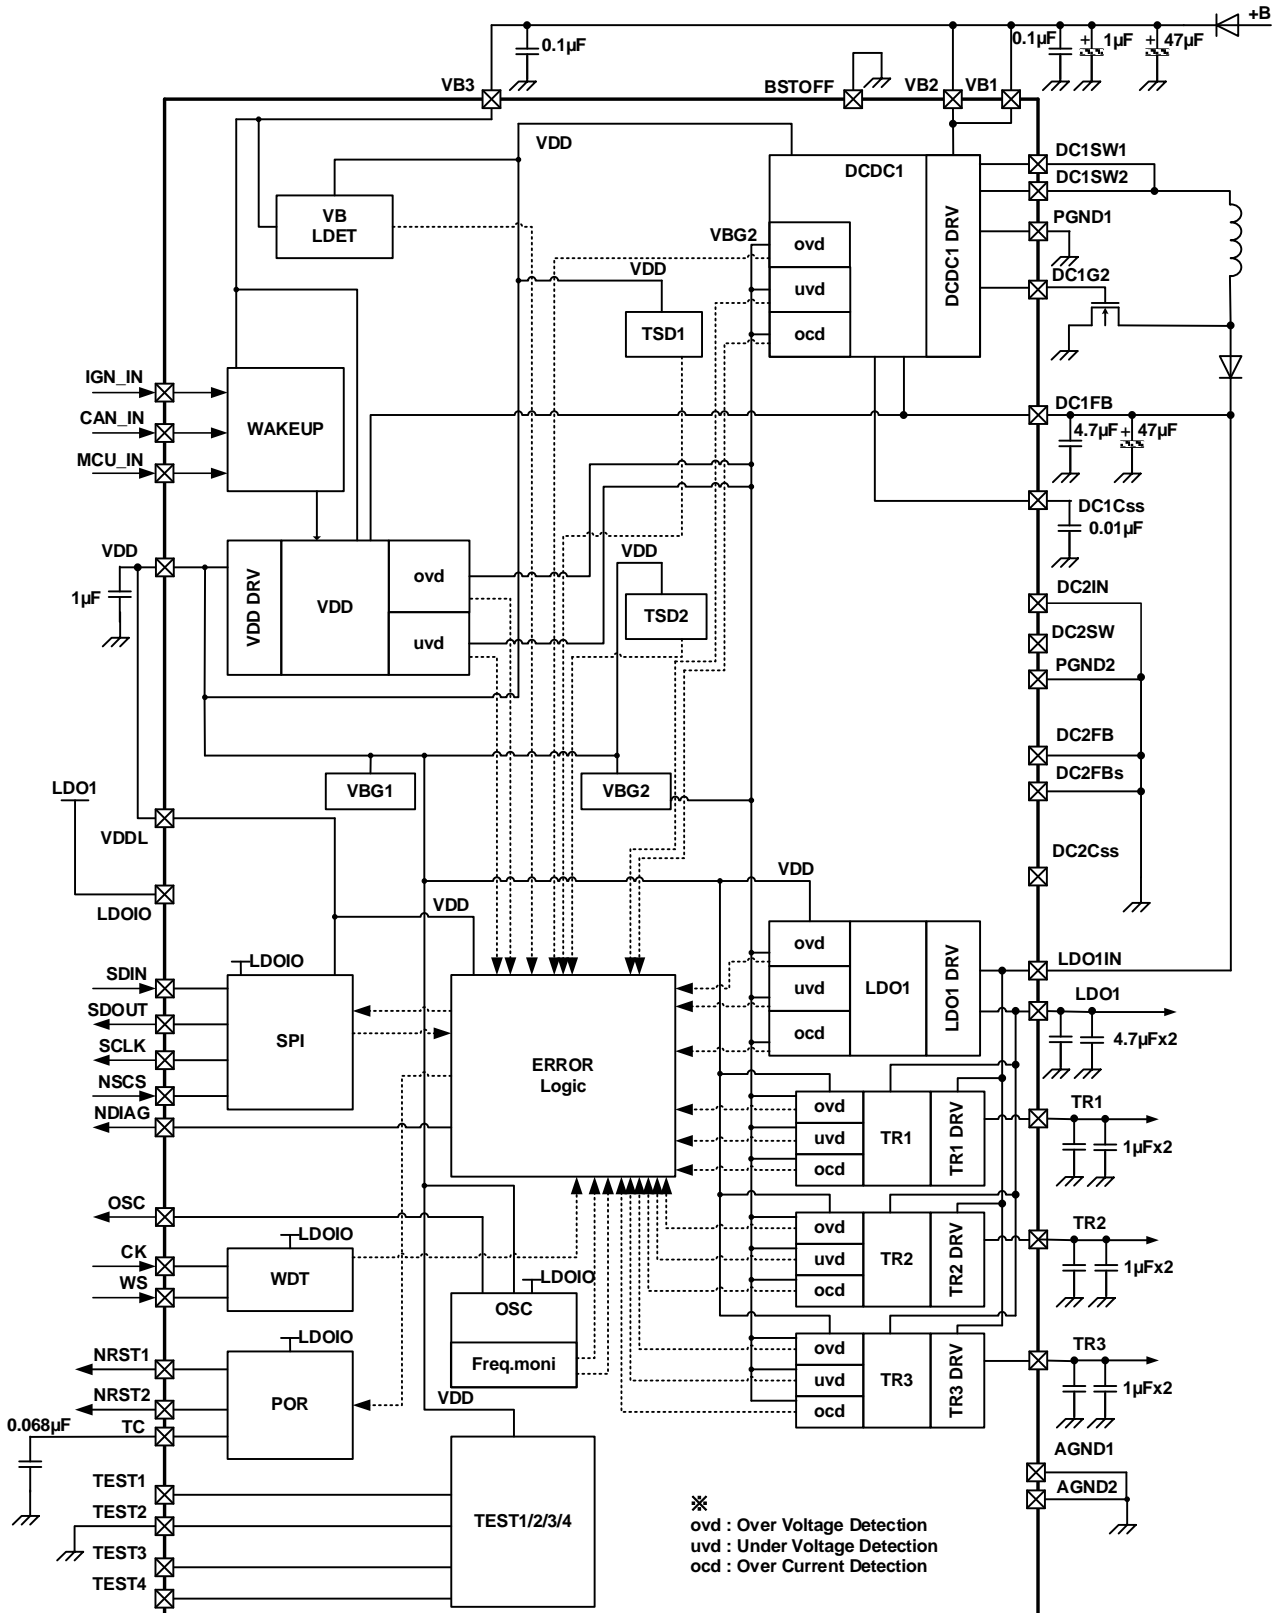 +B
0.1µF
0.1µF
1µF
47µF
+
+
VB3
BSTOFF
VB2
VB1
VDD
DCDC1
DCDC1 DRV
DC1SW1
DC1SW2
VB
LDET
VBG2
ovd
uvd
ocd
PGND1
DC1G2
VDD
TSD1
IGN_IN
CAN_IN
MCU_IN
WAKEUP
DC1FB
4.7µF
+
47µF
DC1Css
0.01µF
VDD
1µF
VDD DRV
VDD
ovd
uvd
VDD
TSD2
DC2IN
DC2SW
PGND2
DC2FB
DC2FBs
DC2Css
VBG1
VBG2
LDO1
VDDL
LDOIO
VDD
VDD
ovd
uvd
ocd
LDO1
LDO1 DRV
LDO1IN
LDO1
4.7µFx2
SDIN
SDOUT
SCLK
NSCS
NDIAG
LDOIO
SPI
ERROR
Logic
ovd
uvd
ocd
TR1
TR1 DRV
TR1
1µFx2
OSC
CK
WS
LDOIO
WDT
LDOIO
OSC
Freq.moni
ovd
uvd
ocd
TR2
TR2 DRV
TR2
1µFx2
NRST1
NRST2
TC
0.068µF
LDOIO
POR
VDD
ovd
uvd
ocd
TR3
TR3 DRV
TR3
1µFx2
AGND1
AGND2
TEST1
TEST2
TEST3
TEST4
TEST1/2/3/4
※
ovd : Over Voltage Detection
uvd : Under Voltage Detection
ocd : Over Current Detection